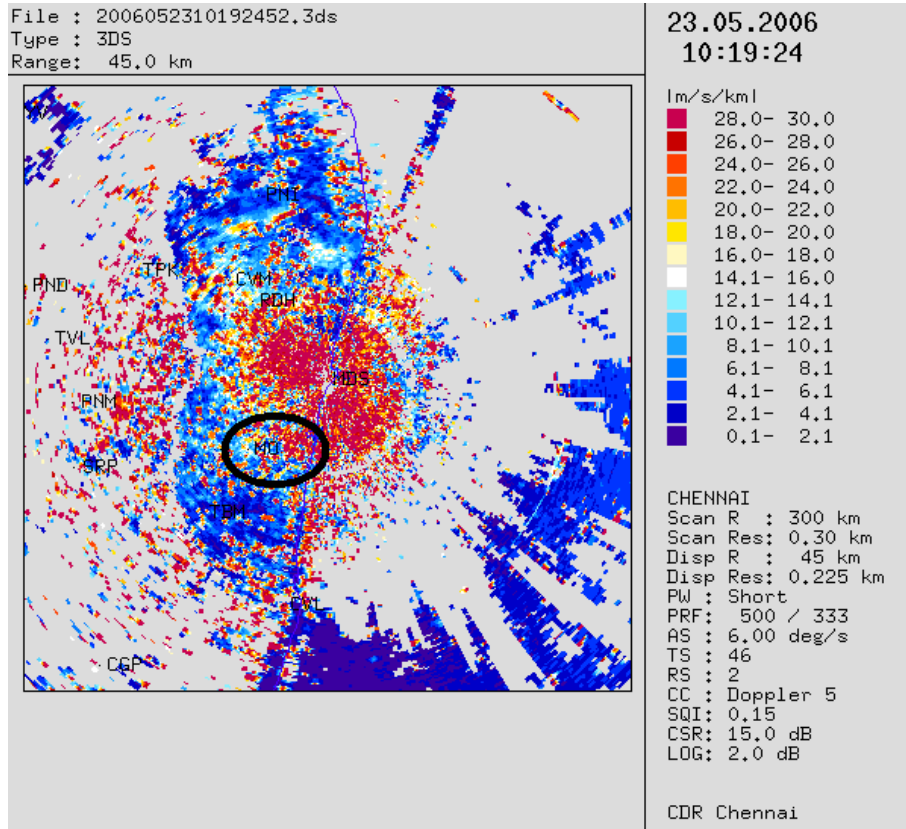 File : 2006052310192452.3ds
Type : 3DS
Range: 45.0 km
23.05.2006
10:19:24
|m/s/km|
28.0- 30.0
26.0- 28.0
24.0- 26.0
22.0- 24.0
20.0- 22.0
18.0- 20.0
16.0- 18.0
14.1- 16.0
12.1- 14.1
10.1- 12.1
8.1- 10.1
6.1- 8.1
4.1- 6.1
2.1- 4.1
0.1- 2.1
PMI
TPK
CVM
PND
RDH
TVL
MDS
PNM
MO
SPP
TBM
CGP
CHENNAI
Scan R : 300 km
Scan Res: 0.30 km
Disp R : 45 km
Disp Res: 0.225 km
PW : Short
PRF: 500 / 333
AS : 6.00 deg/s
TS : 46
RS : 2
CC : Doppler 5
SQI: 0.15
CSR: 15.0 dB
LOG: 2.0 dB
CDR Chennai